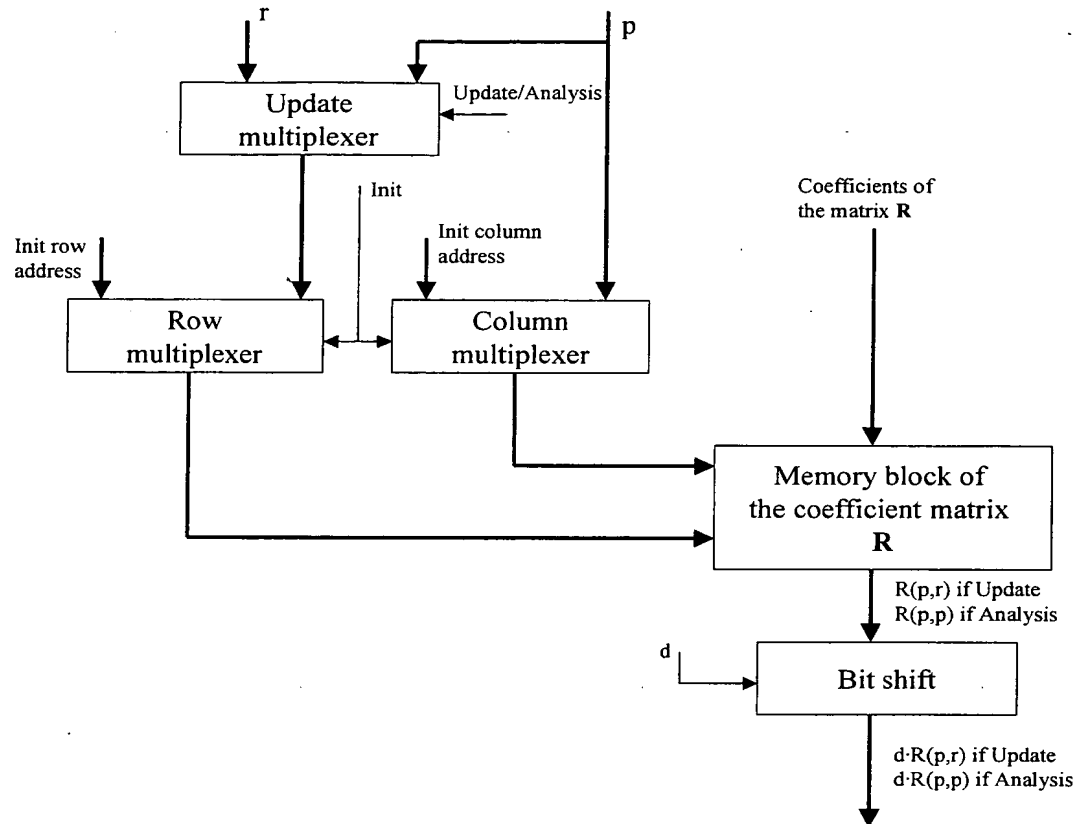 r
p
Update
multiplexer
Update/Analysis
Init
Init row
address
Init column
address
Coefficients of
the matrix R
Row
multiplexer
Column
multiplexer
Memory block of
the coefficient matrix
R
R(p,r) if Update
R(p,p) if Analysis
d
Bit shift
d·R(p,r) if Update
d·R(p,p) if Analysis